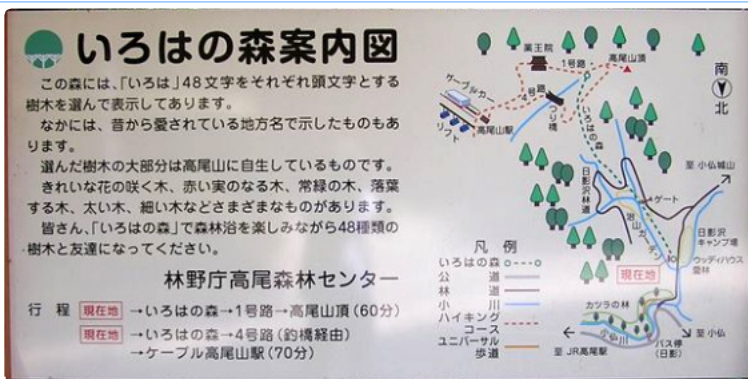 いろはの森案内図
この森には、「いろは」48文字をそれぞれ頭文字とする
樹木を選んで表示してあります。
なかには、昔から愛されている地方名で示したものもあ
ります。
選んだ樹木の大部分は高尾山に自生しているものです。
きれいな花の咲く木、赤い実のなる木、常緑の木、落葉
する木、太い木、細い木などさまざまなものがあります。
皆さん、「いろはの森」で森林浴を楽しみながら48種類の
樹木と友達になってください。
林野庁高尾森林センター
行程 現在地 →いろはの森→1号路→高尾山頂(60分)
現在地 →いろはの森→4号路(釣橋経由)
→ケーブル高尾山駅(70分)
薬王院
高尾山頂
1号路
ケーブルカー
4号路
つり橋
リフト
高尾山駅
いろはの森
南
北
至 小仏城山
日影沢
林道
ゲート
日影沢
キャンプ場
ウッディハウス
愛林
現在地
カツラの林
小仏川
バス停
(日影)
至 小仏
至 JR高尾駅
凡例
いろはの森
公道
林道
小川
ハイキング
コース
ユニバーサル
歩道